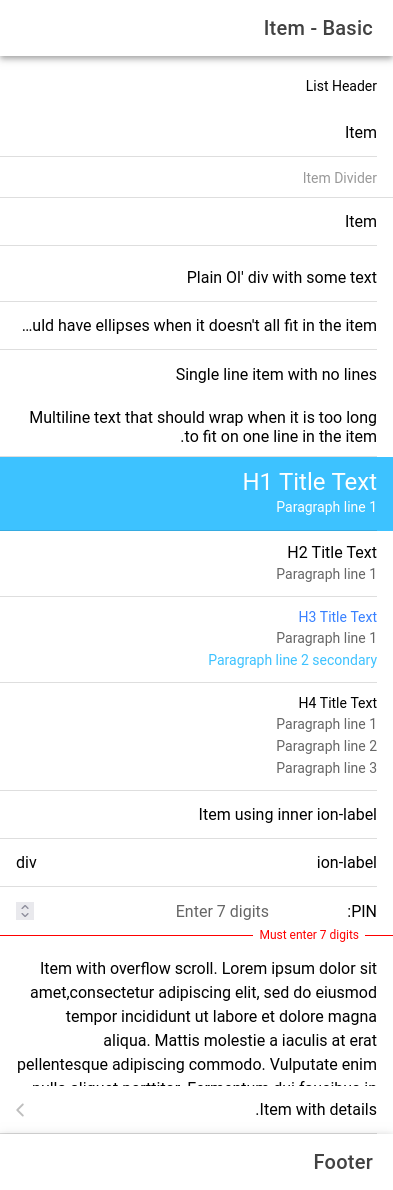 Item - Basic
List Header
Item
Item Divider
Item
Plain Ol' div with some text
...uld have ellipses when it doesn't all fit in the item
Single line item with no lines
Multiline text that should wrap when it is too long
.to fit on one line in the item
H1 Title Text
Paragraph line 1
H2 Title Text
Paragraph line 1
H3 Title Text
Paragraph line 1
Paragraph line 2 secondary
H4 Title Text
Paragraph line 1
Paragraph line 2
Paragraph line 3
Item using inner ion-label
div ion-label
Enter 7 digits :PIN
Must enter 7 digits
Item with overflow scroll. Lorem ipsum dolor sit
amet,consectetur adipiscing elit, sed do eiusmod
tempor incididunt ut labore et dolore magna
aliqua. Mattis molestie a iaculis at erat
pellentesque adipiscing commodo. Vulputate enim
.Item with details
Footer